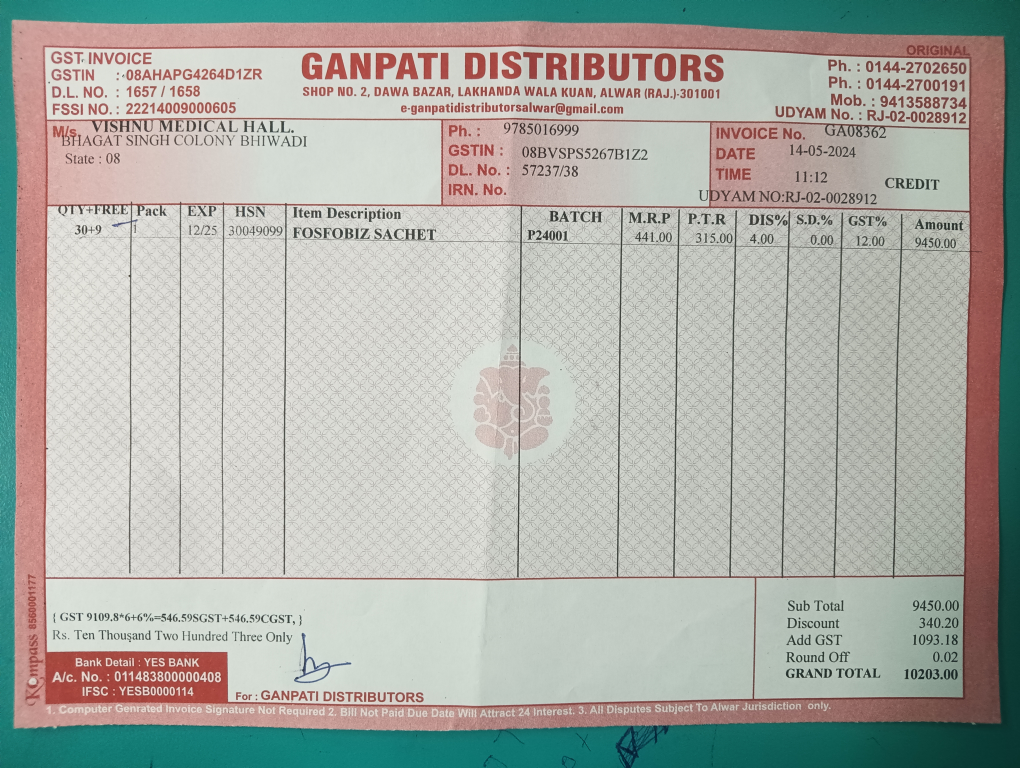 ORIGINAL
GST INVOICE
GSTIN : 08AHAPG4264D1ZR
D.L. NO. : 1657 / 1658
FSSI NO. : 22214009000605
GANPATI DISTRIBUTORS
SHOP NO. 2, DAWA BAZAR, LAKHANDA WALA KUAN, ALWAR (RAJ.)-301001
e-ganpatidistributorsalwar@gmail.com
Ph. : 0144-2702650
Ph. : 0144-2700191
Mob. : 9413588734
UDYAM No. : RJ-02-0028912
M/s. VISHNU MEDICAL HALL.
BHAGAT SINGH COLONY BHIWADI
State : 08
Ph. : 9785016999
GSTIN : 08BVSPS5267B1Z2
DL. No. : 57237/38
IRN. No.
INVOICE No. GA08362
DATE 14-05-2024
TIME 11:12
CREDIT
UDYAM NO:RJ-02-0028912
QTY+FREE Pack EXP HSN Item Description BATCH M.R.P P.T.R DIS% S.D.% GST% Amount
30+9 1 12/25 30049099 FOSFOBIZ SACHET P24001 441.00 315.00 4.00 0.00 12.00 9450.00
{ GST 9109.8*6+6%=546.59SGST+546.59CGST, }
Rs. Ten Thousand Two Hundred Three Only
Sub Total 9450.00
Discount 340.20
Add GST 1093.18
Round Off 0.02
GRAND TOTAL 10203.00
Bank Detail : YES BANK
A/c. No. : 011483800000408
IFSC : YESB0000114
For : GANPATI DISTRIBUTORS
1. Computer Genrated Invoice Signature Not Required 2. Bill Not Paid Due Date Will Attract 24 Interest. 3. All Disputes Subject To Alwar Jurisdiction only.
Kompass 8560001177